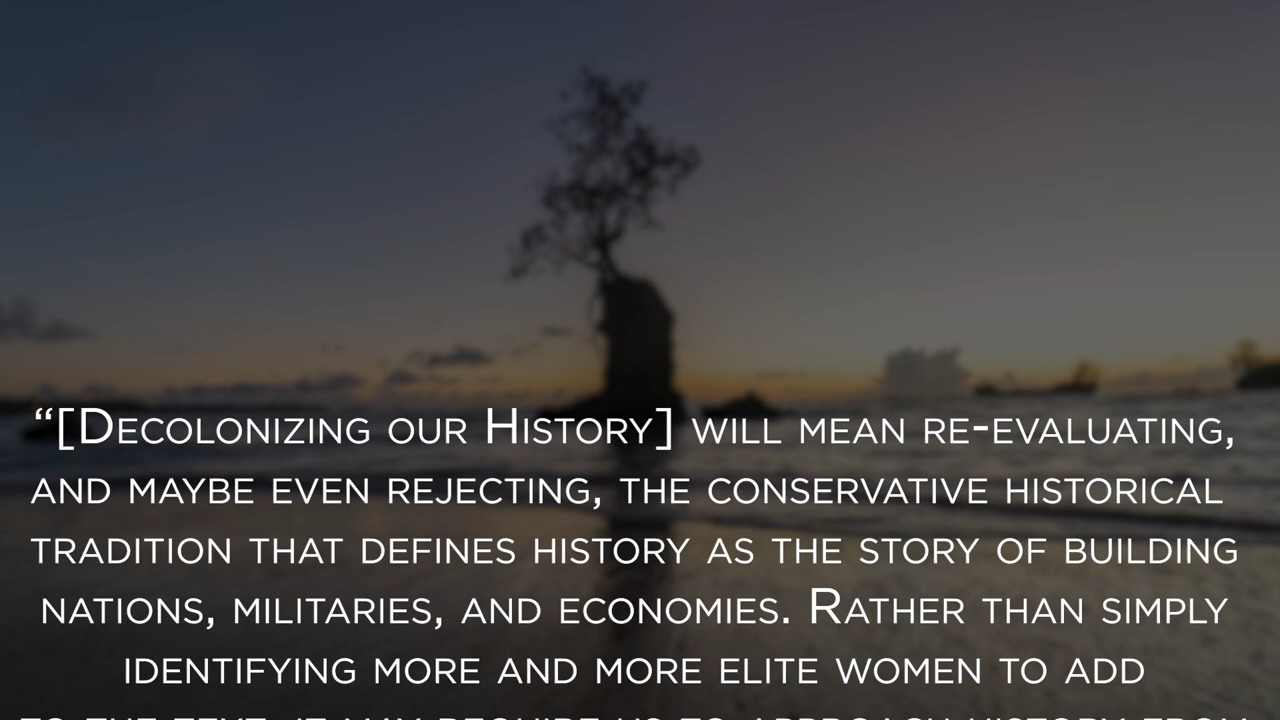 “[Decolonizing our History] will mean re-evaluating,
and maybe even rejecting, the conservative historical
tradition that defines history as the story of building
nations, militaries, and economies. Rather than simply
identifying more and more elite women to add